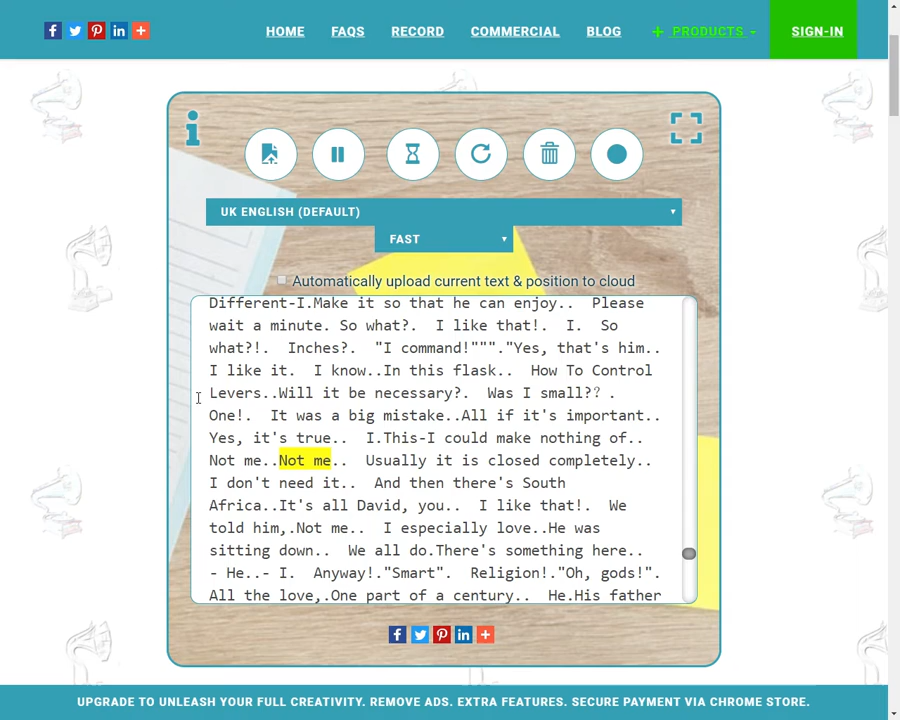 HOME FAQS RECORD COMMERCIAL BLOG + PRODUCTS SIGN-IN
UK ENGLISH (DEFAULT)
FAST
Automatically upload current text & position to cloud
Different-I.Make it so that he can enjoy.. Please
wait a minute. So what?. I like that!. I. So
what?!. Inches?. "I command!"""."Yes, that's him..
I like it. I know..In this flask.. How To Control
Levers..Will it be necessary?. Was I small?? .
One!. It was a big mistake..All if it's important..
Yes, it's true.. I.This-I could make nothing of..
Not me..Not me.. Usually it is closed completely..
I don't need it.. And then there's South
Africa..It's all David, you.. I like that!. We
told him,.Not me.. I especially love..He was
sitting down.. We all do.There's something here..
- He..- I. Anyway!."Smart". Religion!."Oh, gods!".
All the love,.One part of a century.. He.His father
UPGRADE TO UNLEASH YOUR FULL CREATIVITY. REMOVE ADS. EXTRA FEATURES. SECURE PAYMENT VIA CHROME STORE.